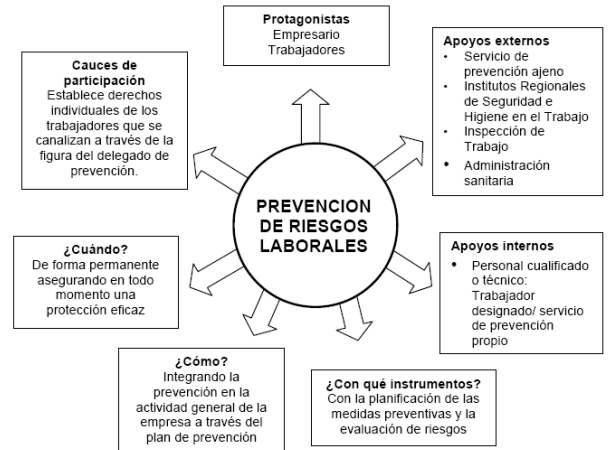 Protagonistas
Empresario
Trabajadores
Cauces de
participación
Establece derechos
individuales de los
trabajadores que se
canalizan a través de la
figura del delegado de
prevención.
Apoyos externos
• Servicio de
prevención ajeno
• Institutos Regionales
de Seguridad e
Higiene en el Trabajo
• Inspección de
Trabajo
• Administración
sanitaria
PREVENCION
DE RIESGOS
LABORALES
¿Cuándo?
De forma permanente
asegurando en todo
momento una
protección eficaz
Apoyos internos
• Personal cualificado
o técnico:
Trabajador
designado/ servicio
de prevención
propio
¿Cómo?
Integrando la
prevención en la
actividad general de la
empresa a través del
plan de prevención
¿Con qué instrumentos?
Con la planificación de las
medidas preventivas y la
evaluación de riesgos